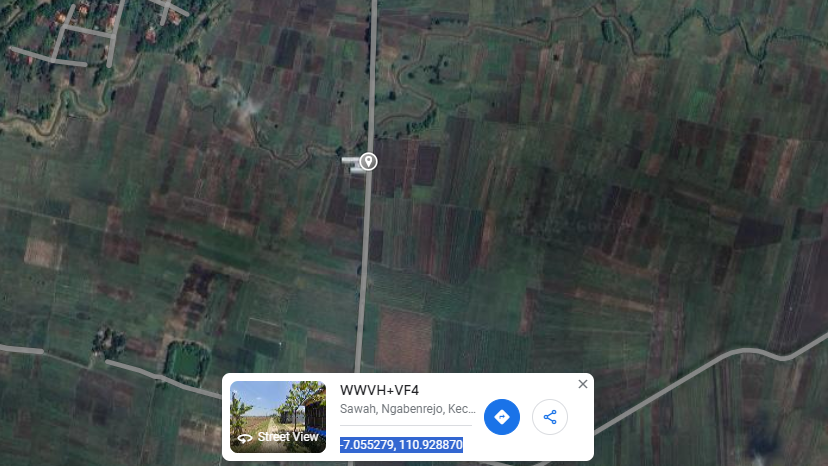 WWVH+VF4
Sawah, Ngabenrejo, Kec...
Street View
-7.055279, 110.928870